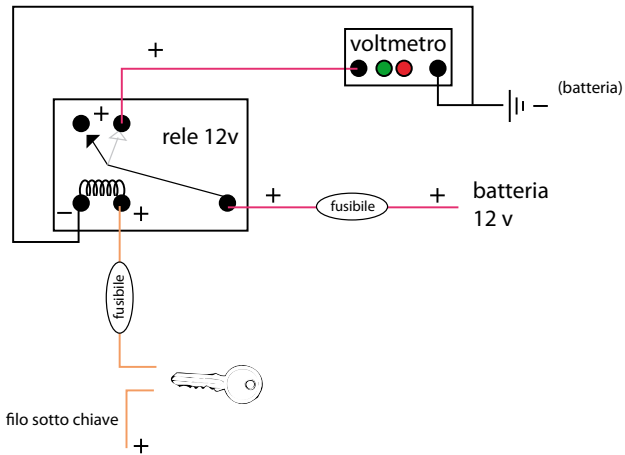 voltmetro
+
(batteria)
−
+
rele 12v
− +
+ fusibile +
batteria
12 v
fusibile
filo sotto chiave
+